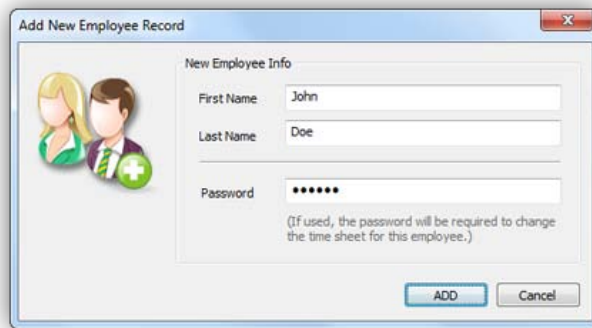 Add New Employee Record
New Employee Info
First Name John
Last Name Doe
Password ••••••
(If used, the password will be required to change
the time sheet for this employee.)
ADD Cancel